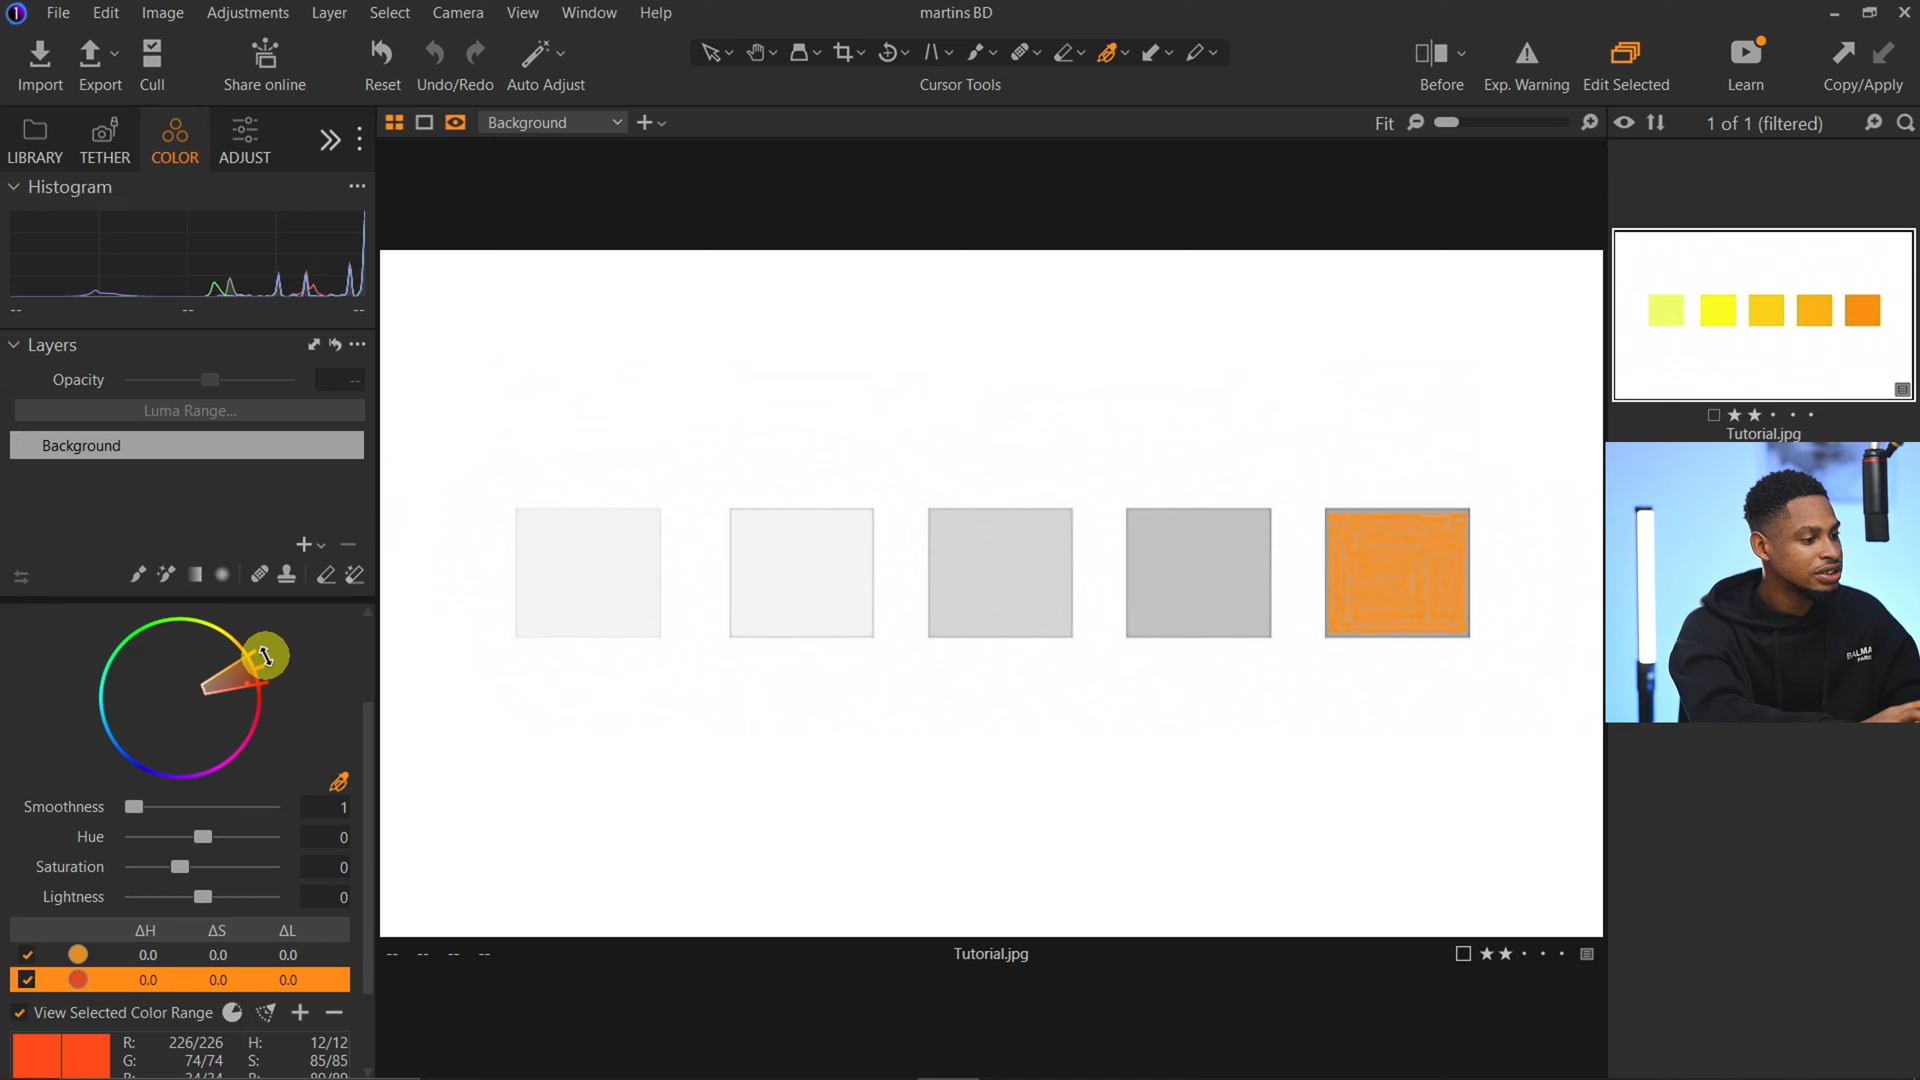 File Edit Image Adjustments Layer Select Camera View Window Help martins BD
Import Export Cull Share online Reset Undo/Redo Auto Adjust Cursor Tools Before Exp. Warning Edit Selected Learn Copy/Apply
LIBRARY TETHER COLOR ADJUST
Background
Fit
1 of 1 (filtered)
Histogram
-- -- --
Layers
Opacity --
Luma Range...
Background
Tutorial.jpg
BALMA
PARIS
Smoothness 1
Hue 0
Saturation 0
Lightness 0
ΔH ΔS ΔL
0.0 0.0 0.0
0.0 0.0 0.0
-- -- -- --
Tutorial.jpg
View Selected Color Range
R: 226/226 H: 12/12
G: 74/74 S: 85/85